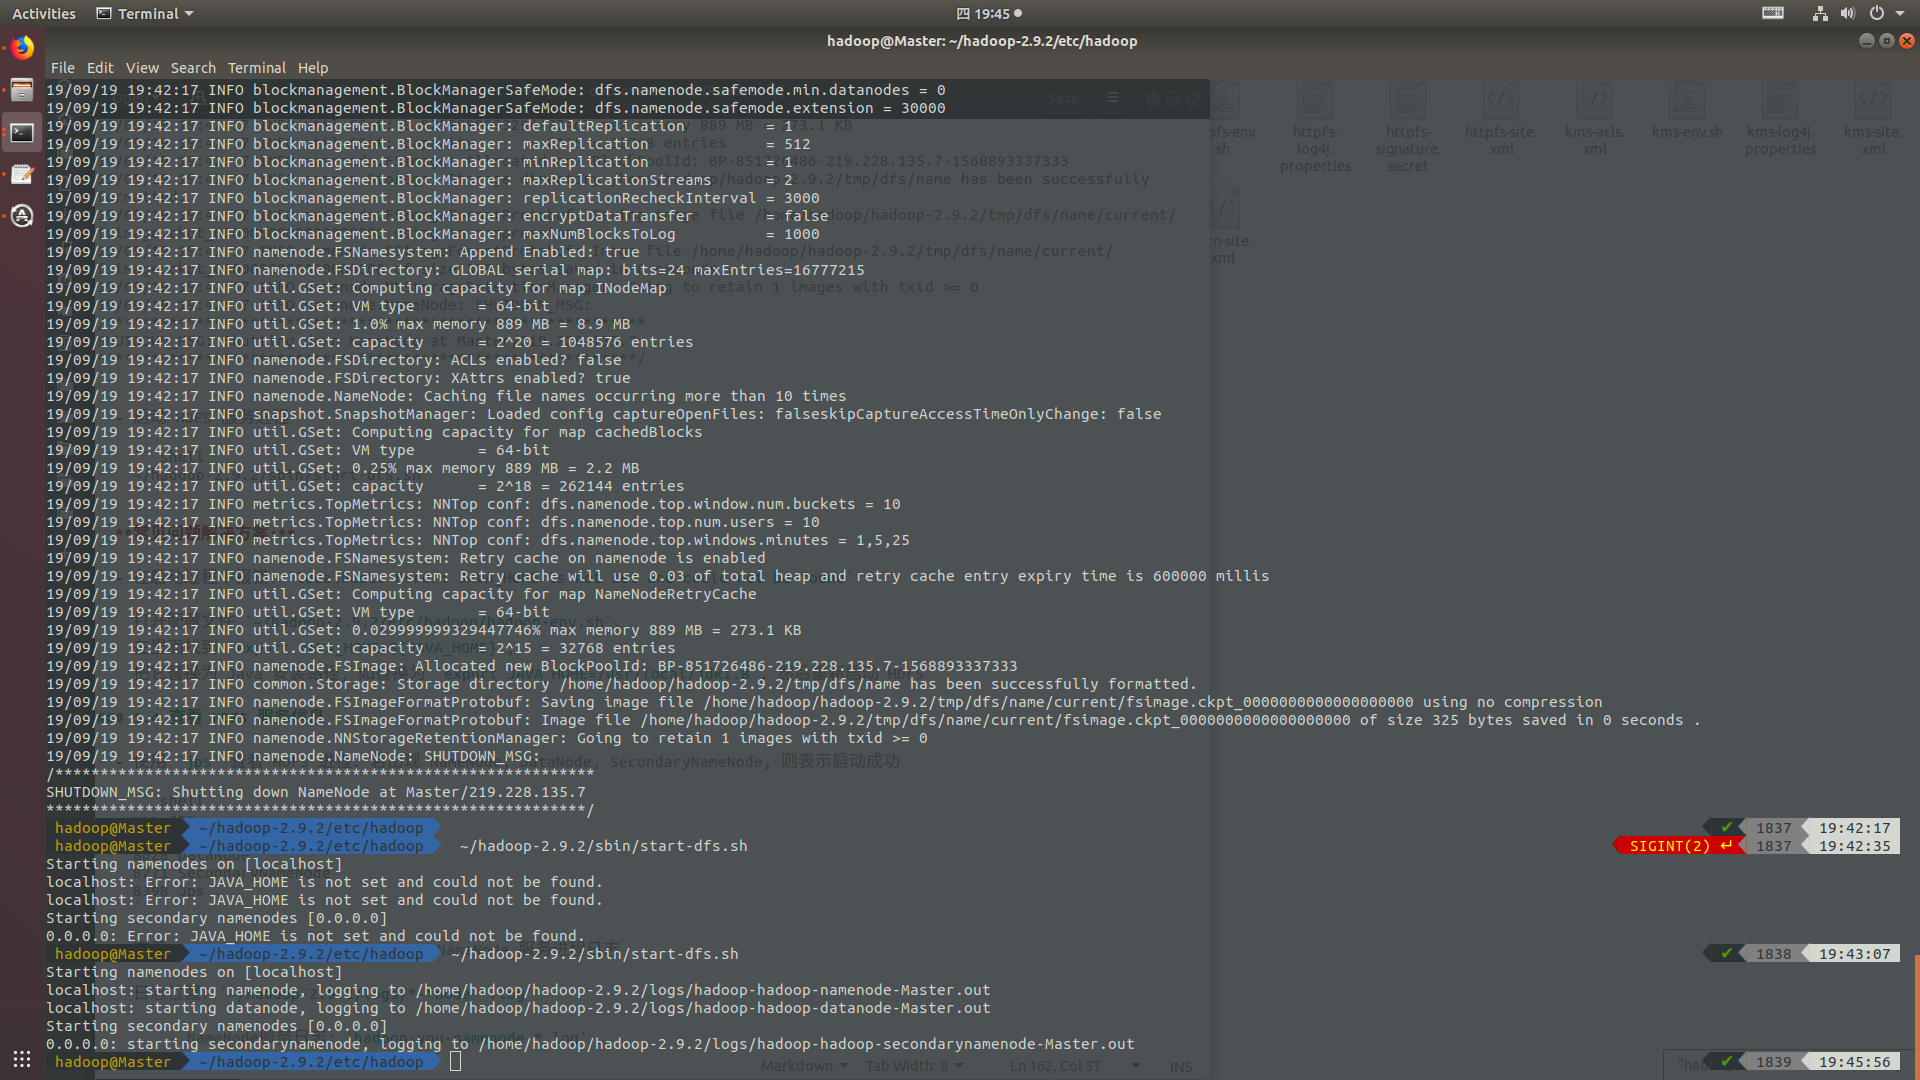 Activities
Terminal
四 19:45
hadoop@Master: ~/hadoop-2.9.2/etc/hadoop
File Edit View Search Terminal Help
19/09/19 19:42:17 INFO blockmanagement.BlockManagerSafeMode: dfs.namenode.safemode.min.datanodes = 0
19/09/19 19:42:17 INFO blockmanagement.BlockManagerSafeMode: dfs.namenode.safemode.extension = 30000
19/09/19 19:42:17 INFO blockmanagement.BlockManager: defaultReplication = 1
19/09/19 19:42:17 INFO blockmanagement.BlockManager: maxReplication = 512
19/09/19 19:42:17 INFO blockmanagement.BlockManager: minReplication = 1
19/09/19 19:42:17 INFO blockmanagement.BlockManager: maxReplicationStreams = 2
19/09/19 19:42:17 INFO blockmanagement.BlockManager: replicationRecheckInterval = 3000
19/09/19 19:42:17 INFO blockmanagement.BlockManager: encryptDataTransfer = false
19/09/19 19:42:17 INFO blockmanagement.BlockManager: maxNumBlocksToLog = 1000
19/09/19 19:42:17 INFO namenode.FSNamesystem: Append Enabled: true
19/09/19 19:42:17 INFO namenode.FSDirectory: GLOBAL serial map: bits=24 maxEntries=16777215
19/09/19 19:42:17 INFO util.GSet: Computing capacity for map INodeMap
19/09/19 19:42:17 INFO util.GSet: VM type = 64-bit
19/09/19 19:42:17 INFO util.GSet: 1.0% max memory 889 MB = 8.9 MB
19/09/19 19:42:17 INFO util.GSet: capacity = 2^20 = 1048576 entries
19/09/19 19:42:17 INFO namenode.FSDirectory: ACLs enabled? false
19/09/19 19:42:17 INFO namenode.FSDirectory: XAttrs enabled? true
19/09/19 19:42:17 INFO namenode.NameNode: Caching file names occurring more than 10 times
19/09/19 19:42:17 INFO snapshot.SnapshotManager: Loaded config captureOpenFiles: falseskipCaptureAccessTimeOnlyChange: false
19/09/19 19:42:17 INFO util.GSet: Computing capacity for map cachedBlocks
19/09/19 19:42:17 INFO util.GSet: VM type = 64-bit
19/09/19 19:42:17 INFO util.GSet: 0.25% max memory 889 MB = 2.2 MB
19/09/19 19:42:17 INFO util.GSet: capacity = 2^18 = 262144 entries
19/09/19 19:42:17 INFO metrics.TopMetrics: NNTop conf: dfs.namenode.top.window.num.buckets = 10
19/09/19 19:42:17 INFO metrics.TopMetrics: NNTop conf: dfs.namenode.top.num.users = 10
19/09/19 19:42:17 INFO metrics.TopMetrics: NNTop conf: dfs.namenode.top.windows.minutes = 1,5,25
19/09/19 19:42:17 INFO namenode.FSNamesystem: Retry cache on namenode is enabled
19/09/19 19:42:17 INFO namenode.FSNamesystem: Retry cache will use 0.03 of total heap and retry cache entry expiry time is 600000 millis
19/09/19 19:42:17 INFO util.GSet: Computing capacity for map NameNodeRetryCache
19/09/19 19:42:17 INFO util.GSet: VM type = 64-bit
19/09/19 19:42:17 INFO util.GSet: 0.029999999329447746% max memory 889 MB = 273.1 KB
19/09/19 19:42:17 INFO util.GSet: capacity = 2^15 = 32768 entries
19/09/19 19:42:17 INFO namenode.FSImage: Allocated new BlockPoolId: BP-851726486-219.228.135.7-1568893337333
19/09/19 19:42:17 INFO common.Storage: Storage directory /home/hadoop/hadoop-2.9.2/tmp/dfs/name has been successfully formatted.
19/09/19 19:42:17 INFO namenode.FSImageFormatProtobuf: Saving image file /home/hadoop/hadoop-2.9.2/tmp/dfs/name/current/fsimage.ckpt_0000000000000000000 using no compression
19/09/19 19:42:17 INFO namenode.FSImageFormatProtobuf: Image file /home/hadoop/hadoop-2.9.2/tmp/dfs/name/current/fsimage.ckpt_0000000000000000000 of size 325 bytes saved in 0 seconds .
19/09/19 19:42:17 INFO namenode.NNStorageRetentionManager: Going to retain 1 images with txid >= 0
19/09/19 19:42:17 INFO namenode.NameNode: SHUTDOWN_MSG:
/************************************************************
SHUTDOWN_MSG: Shutting down NameNode at Master/219.228.135.7
************************************************************/
hadoop@Master ~/hadoop-2.9.2/etc/hadoop ✔ 1837 19:42:17
hadoop@Master ~/hadoop-2.9.2/etc/hadoop ~/hadoop-2.9.2/sbin/start-dfs.sh SIGINT(2) ↵ 1837 19:42:35
Starting namenodes on [localhost]
localhost: Error: JAVA_HOME is not set and could not be found.
localhost: Error: JAVA_HOME is not set and could not be found.
Starting secondary namenodes [0.0.0.0]
0.0.0.0: Error: JAVA_HOME is not set and could not be found.
hadoop@Master ~/hadoop-2.9.2/etc/hadoop ~/hadoop-2.9.2/sbin/start-dfs.sh ✔ 1838 19:43:07
Starting namenodes on [localhost]
localhost: starting namenode, logging to /home/hadoop/hadoop-2.9.2/logs/hadoop-hadoop-namenode-Master.out
localhost: starting datanode, logging to /home/hadoop/hadoop-2.9.2/logs/hadoop-hadoop-datanode-Master.out
Starting secondary namenodes [0.0.0.0]
0.0.0.0: starting secondarynamenode, logging to /home/hadoop/hadoop-2.9.2/logs/hadoop-hadoop-secondarynamenode-Master.out
hadoop@Master ~/hadoop-2.9.2/etc/hadoop ✔ 1839 19:45:56
Save
httpfs-log4j.properties
httpfs-signature.secret
httpfs-site.xml
kms-acls.xml
kms-env.sh
kms-log4j.properties
kms-site.xml
DataNode, SecondaryNameNode, 则表示启动成功
Markdown Tab Width: 8 Ln 162, Col 37 INS